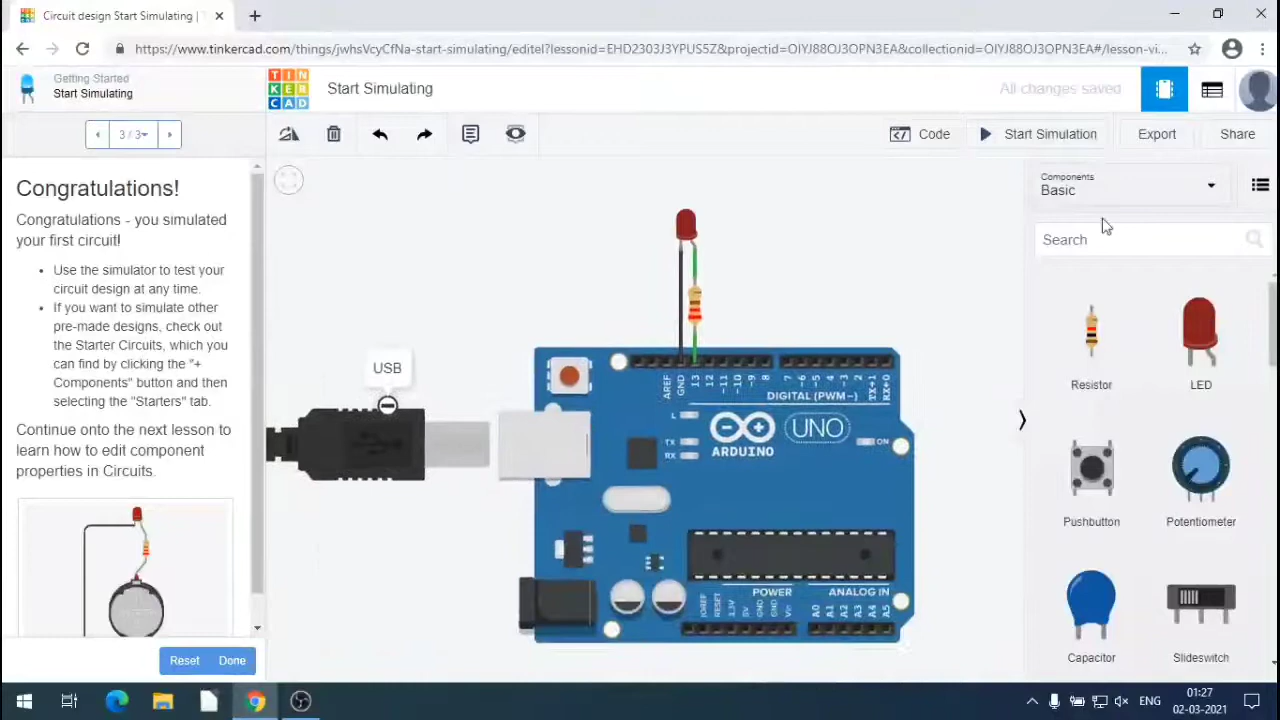 Circuit design Start Simulating |
https://www.tinkercad.com/things/jwhsVcyCfNa-start-simulating/editel?lessonid=EHD2303J3YPUS5Z&projectid=OIYJ88OJ3OPN3EA&collectionid=OIYJ88OJ3OPN3EA#/lesson-vi...
Getting Started
Start Simulating
TIN
KER
CAD
Start Simulating
All changes saved
3 / 3
Code
Start Simulation
Export
Share
Congratulations!
Congratulations - you simulated
your first circuit!
• Use the simulator to test your
circuit design at any time.
• If you want to simulate other
pre-made designs, check out
the Starter Circuits, which you
can find by clicking the "+
Components" button and then
selecting the "Starters" tab.
Continue onto the next lesson to
learn how to edit component
properties in Circuits.
Reset
Done
USB
AREF
GND
13
12
~11
~10
~9
8
7
~6
~5
4
~3
2
TX→1
RX←0
DIGITAL (PWM~)
L
TX
RX
ARDUINO
UNO
ON
POWER
ANALOG IN
IOREF
RESET
3.3V
5V
GND
GND
Vin
A0
A1
A2
A3
A4
A5
Components
Basic
Search
Resistor
LED
Pushbutton
Potentiometer
Capacitor
Slideswitch
ENG
01:27
02-03-2021